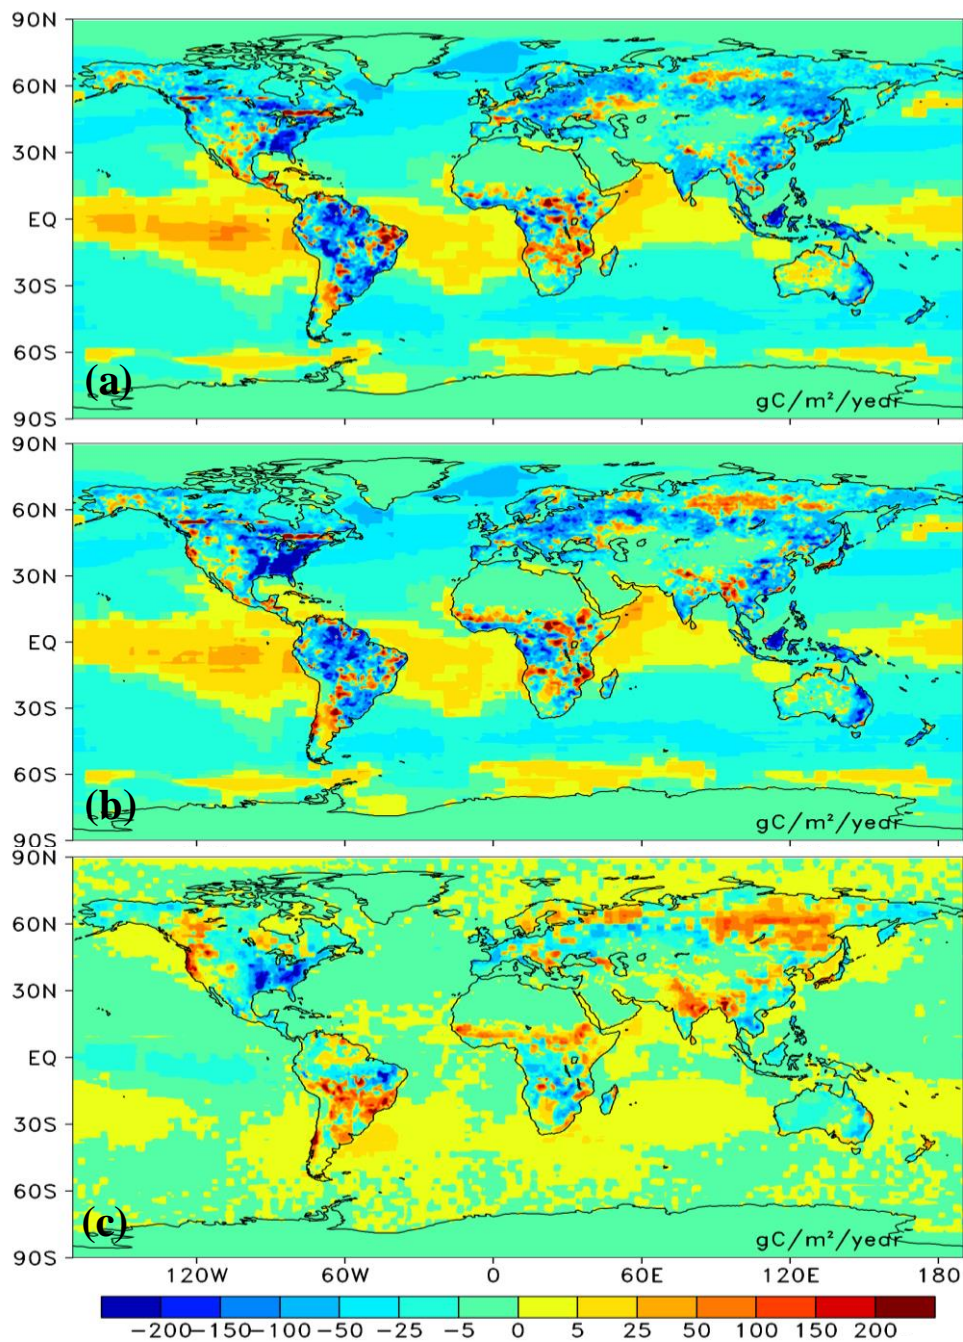 90N
60N
30N
EQ
30S
60S
90S
(a)
gC/m²/year
90N
60N
30N
EQ
30S
60S
90S
(b)
gC/m²/year
90N
60N
30N
EQ
30S
60S
90S
(c)
gC/m²/year
120W 60W 0 60E 120E 180
−200 −150 −100 −50 −25 −5 0 5 25 50 100 150 200